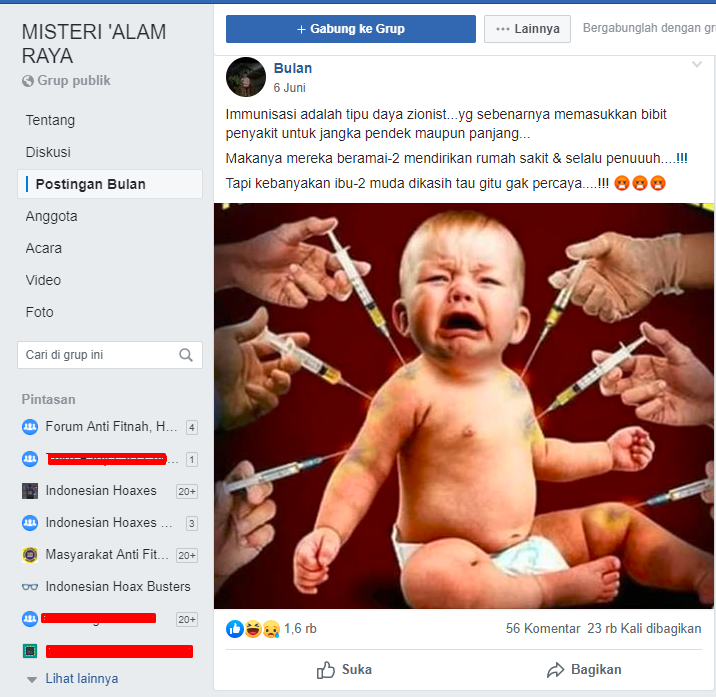 MISTERI 'ALAM
RAYA
Grup publik
Tentang
Diskusi
Postingan Bulan
Anggota
Acara
Video
Foto
Cari di grup ini
Pintasan
Forum Anti Fitnah, H... 4
1
Indonesian Hoaxes 20+
Indonesian Hoaxes ... 3
Masyarakat Anti Fit... 20+
Indonesian Hoax Busters
20+
Lihat lainnya
+ Gabung ke Grup
••• Lainnya
Bergabunglah dengan gr
Bulan
6 Juni
Immunisasi adalah tipu daya zionist...yg sebenarnya memasukkan bibit
penyakit untuk jangka pendek maupun panjang...
Makanya mereka beramai-2 mendirikan rumah sakit & selalu penuuuh....!!!
Tapi kebanyakan ibu-2 muda dikasih tau gitu gak percaya....!!! 😡😡😡
1,6 rb
56 Komentar 23 rb Kali dibagikan
Suka
Bagikan